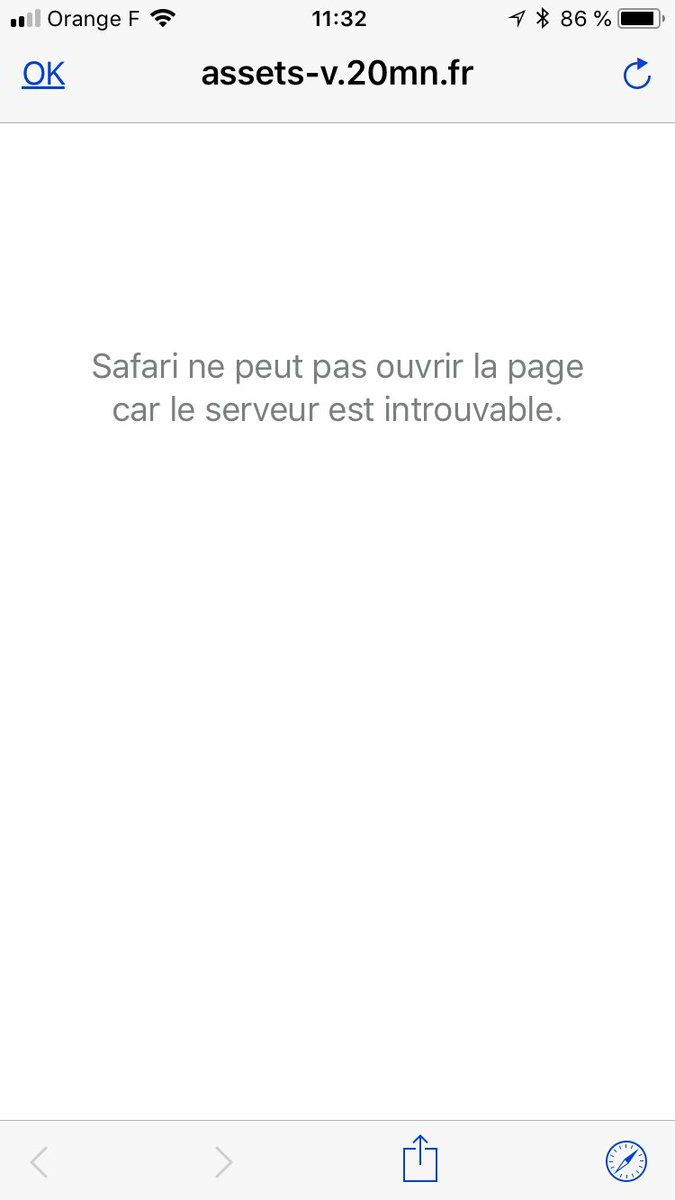 Orange F 11:32 86 %
OK assets-v.20mn.fr
Safari ne peut pas ouvrir la page
car le serveur est introuvable.